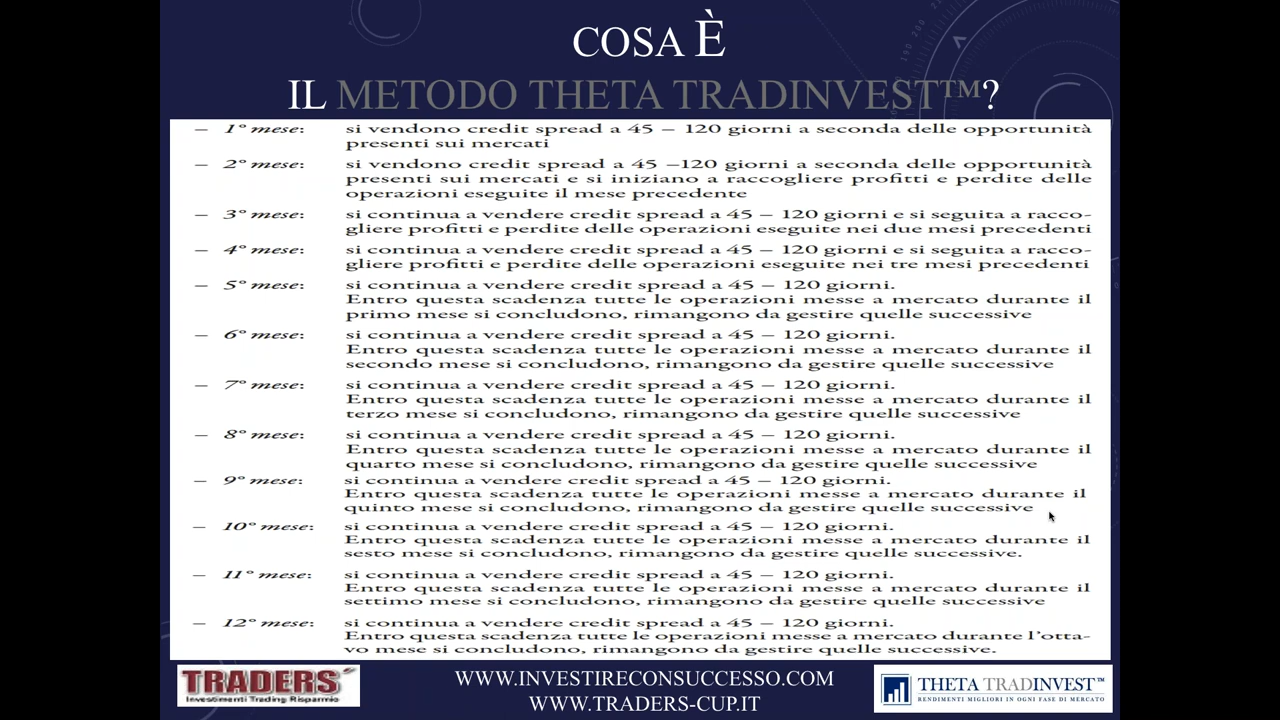 COSA È
IL METODO THETA TRADINVEST™?
– 1° mese: si vendono credit spread a 45 – 120 giorni a seconda delle opportunità
presenti sui mercati
– 2° mese: si vendono credit spread a 45 –120 giorni a seconda delle opportunità
presenti sui mercati e si iniziano a raccogliere profitti e perdite delle
operazioni eseguite il mese precedente
– 3° mese: si continua a vendere credit spread a 45 – 120 giorni e si seguita a racco-
gliere profitti e perdite delle operazioni eseguite nei due mesi precedenti
– 4° mese: si continua a vendere credit spread a 45 – 120 giorni e si seguita a racco-
gliere profitti e perdite delle operazioni eseguite nei tre mesi precedenti
– 5° mese: si continua a vendere credit spread a 45 – 120 giorni.
Entro questa scadenza tutte le operazioni messe a mercato durante il
primo mese si concludono, rimangono da gestire quelle successive
– 6° mese: si continua a vendere credit spread a 45 – 120 giorni.
Entro questa scadenza tutte le operazioni messe a mercato durante il
secondo mese si concludono, rimangono da gestire quelle successive
– 7° mese: si continua a vendere credit spread a 45 – 120 giorni.
Entro questa scadenza tutte le operazioni messe a mercato durante il
terzo mese si concludono, rimangono da gestire quelle successive
– 8° mese: si continua a vendere credit spread a 45 – 120 giorni.
Entro questa scadenza tutte le operazioni messe a mercato durante il
quarto mese si concludono, rimangono da gestire quelle successive
– 9° mese: si continua a vendere credit spread a 45 – 120 giorni.
Entro questa scadenza tutte le operazioni messe a mercato durante il
quinto mese si concludono, rimangono da gestire quelle successive
– 10° mese: si continua a vendere credit spread a 45 – 120 giorni.
Entro questa scadenza tutte le operazioni messe a mercato durante il
sesto mese si concludono, rimangono da gestire quelle successive.
– 11° mese: si continua a vendere credit spread a 45 – 120 giorni.
Entro questa scadenza tutte le operazioni messe a mercato durante il
settimo mese si concludono, rimangono da gestire quelle successive
– 12° mese: si continua a vendere credit spread a 45 – 120 giorni.
Entro questa scadenza tutte le operazioni messe a mercato durante l'otta-
vo mese si concludono, rimangono da gestire quelle successive.
TRADERS´
Investimenti Trading Risparmio
WWW.INVESTIRECONSUCCESSO.COM
WWW.TRADERS-CUP.IT
THETA TRADINVEST™
RENDIMENTI MIGLIORI IN OGNI FASE DI MERCATO